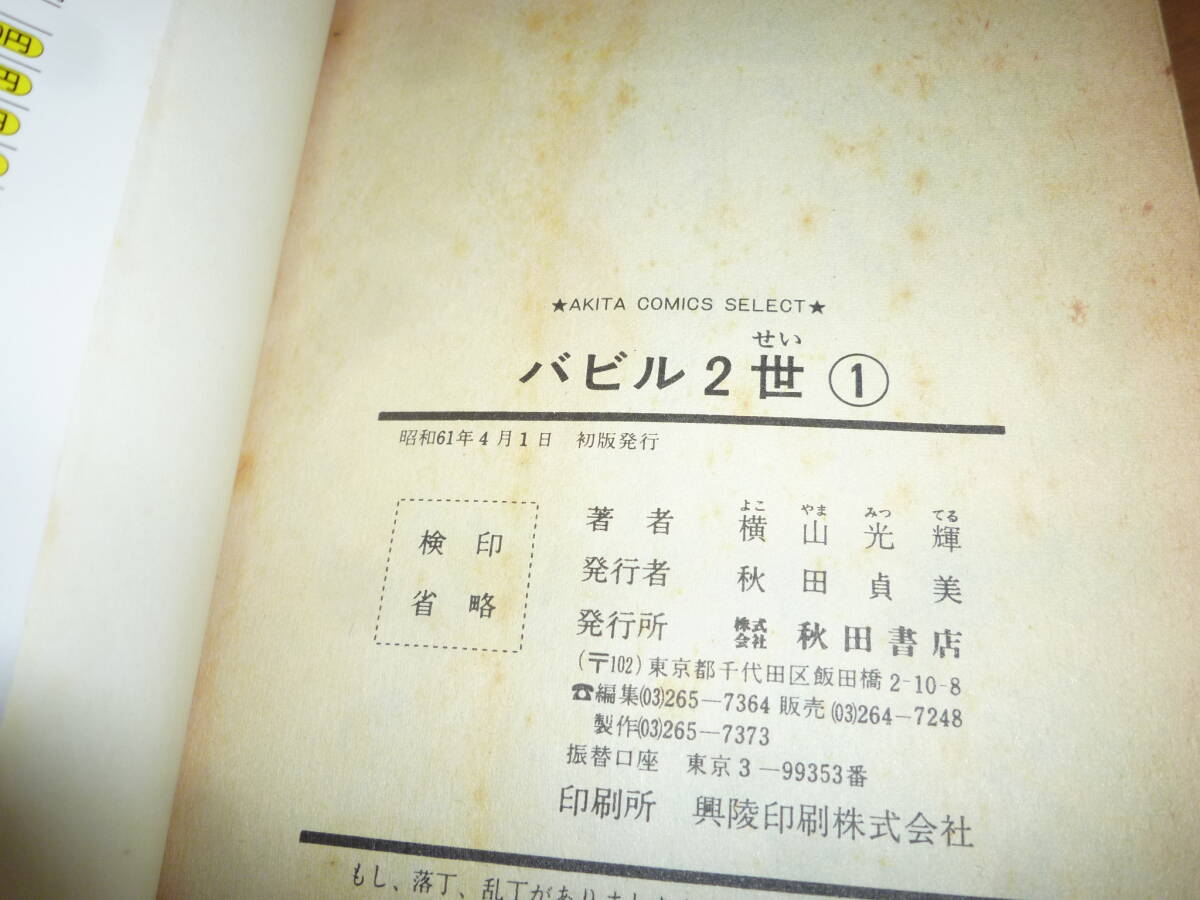 円
円
円
★AKITA COMICS SELECT★
せい
バビル2世①
昭和61年4月1日 初版発行
検印
省略
よこ やま みつ てる
著者 横山光輝
発行者 秋田貞美
発行所 株式会社 秋田書店
(〒102)東京都千代田区飯田橋2-10-8
☎編集(03)265―7364 販売(03)264―7248
製作(03)265―7373
振替口座 東京3―99353番
印刷所 興陵印刷株式会社
もし、落丁、乱丁がありました